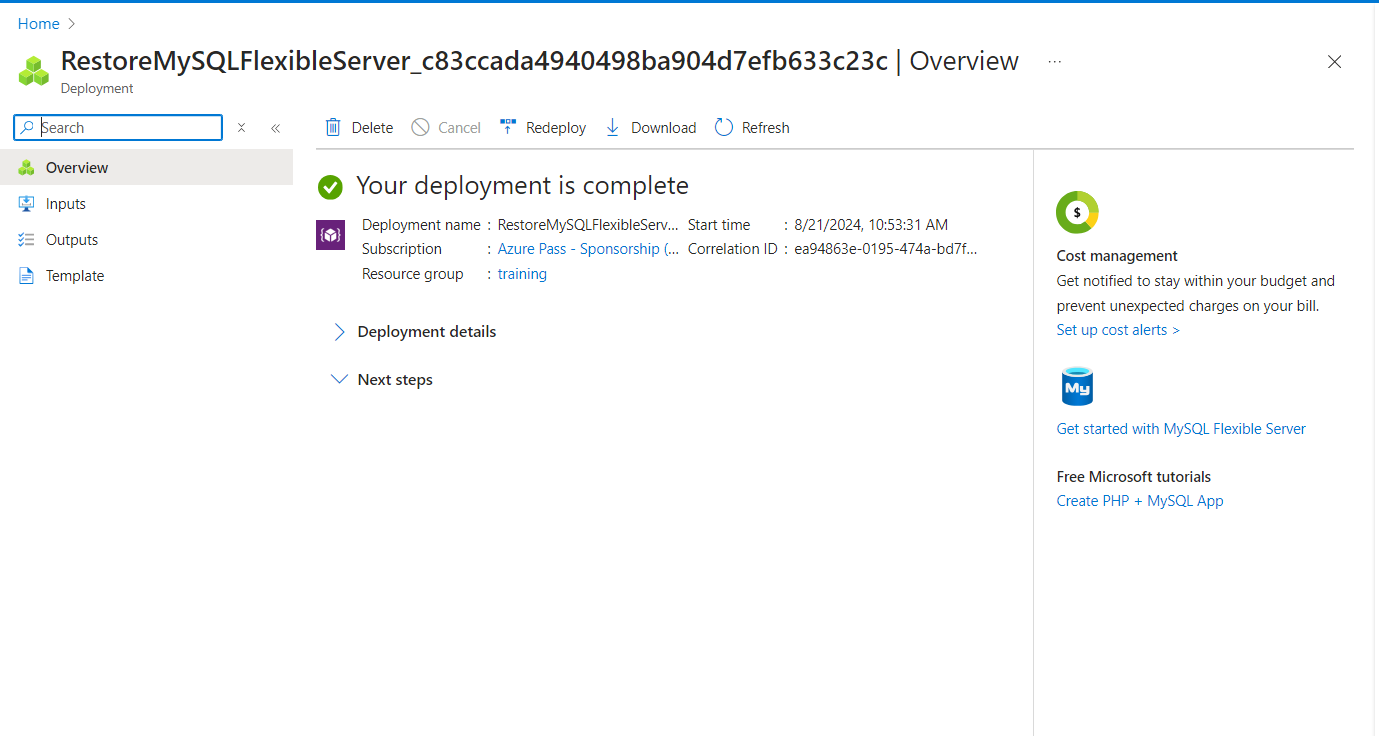 Home
RestoreMySQLFlexibleServer_c83ccada4940498ba904d7efb633c23c | Overview ...
Deployment
Search
Delete Cancel Redeploy Download Refresh
Overview
Inputs
Outputs
Template
Your deployment is complete
Deployment name : RestoreMySQLFlexibleServ... Start time : 8/21/2024, 10:53:31 AM
Subscription : Azure Pass - Sponsorship (... Correlation ID : ea94863e-0195-474a-bd7f...
Resource group : training
Deployment details
Next steps
$
Cost management
Get notified to stay within your budget and
prevent unexpected charges on your bill.
Set up cost alerts >
My
Get started with MySQL Flexible Server
Free Microsoft tutorials
Create PHP + MySQL App